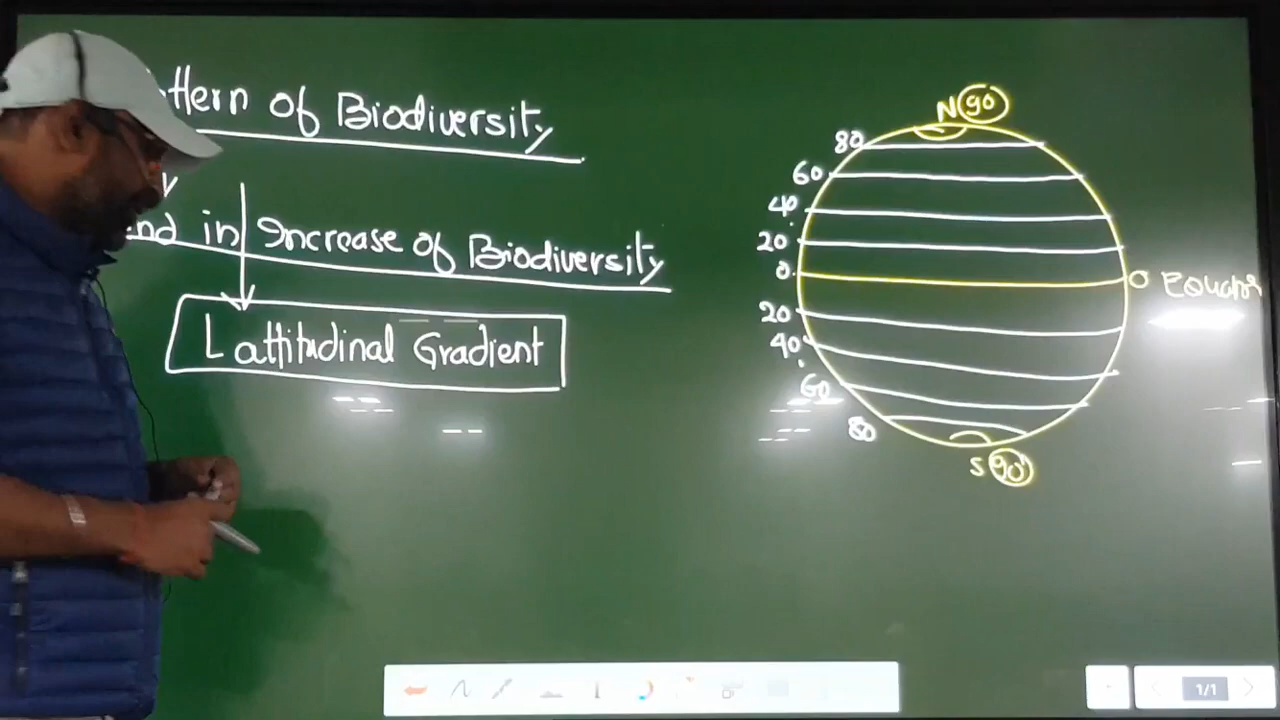 ttern of Biodiversity
end in Increase of Biodiversity
Lattitudinal Gradient
N 90
80
60
40
20
0
0 Equator
20
40
60
80
S 90
1/1